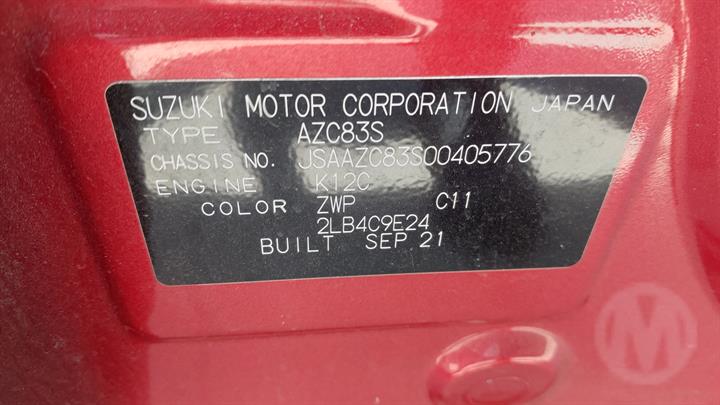 SUZUKI MOTOR CORPORATION JAPAN
TYPE AZC83S
CHASSIS NO. JSAAZC83S00405776
ENGINE K12C
COLOR ZWP C11
2LB4C9E24
BUILT SEP 21
M